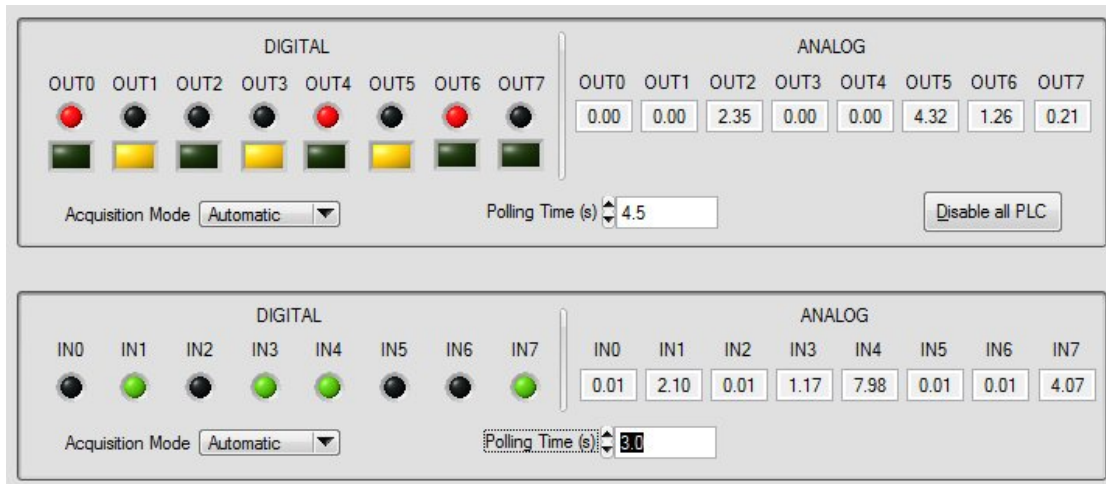 DIGITAL
OUT0 OUT1 OUT2 OUT3 OUT4 OUT5 OUT6 OUT7
Acquisition Mode Automatic
ANALOG
OUT0 OUT1 OUT2 OUT3 OUT4 OUT5 OUT6 OUT7
0.00 0.00 2.35 0.00 0.00 4.32 1.26 0.21
Polling Time (s) 4.5
Disable all PLC
DIGITAL
IN0 IN1 IN2 IN3 IN4 IN5 IN6 IN7
Acquisition Mode Automatic
ANALOG
IN0 IN1 IN2 IN3 IN4 IN5 IN6 IN7
0.01 2.10 0.01 1.17 7.98 0.01 0.01 4.07
Polling Time (s) 3.0